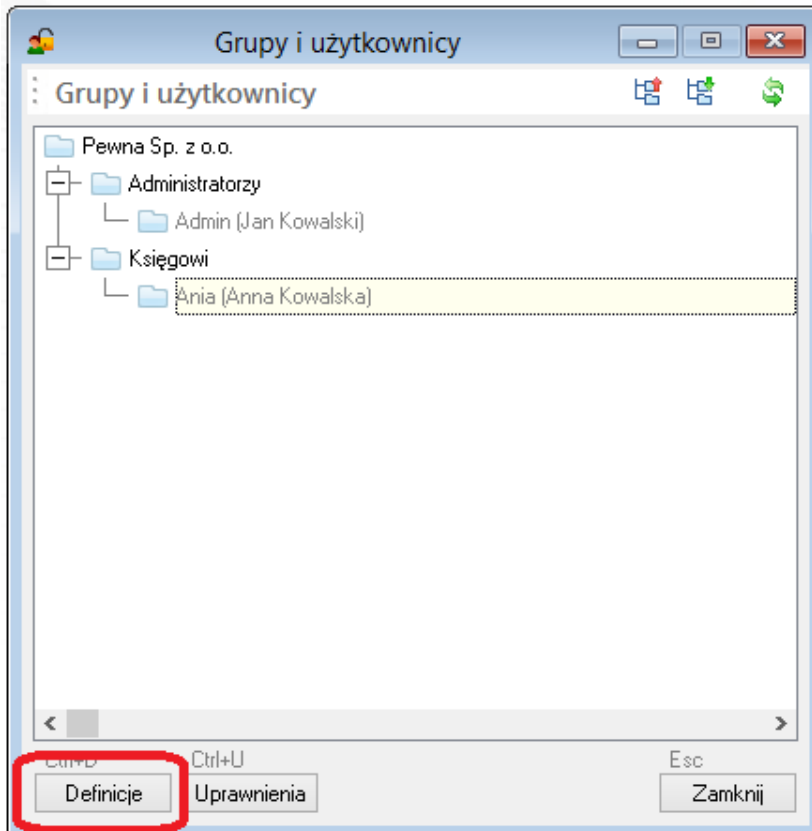 Grupy i użytkownicy
Grupy i użytkownicy
Pewna Sp. z o.o.
Administratorzy
Admin (Jan Kowalski)
Księgowi
Ania (Anna Kowalska)
Ctrl+D Ctrl+U Esc
Definicje Uprawnienia Zamknij